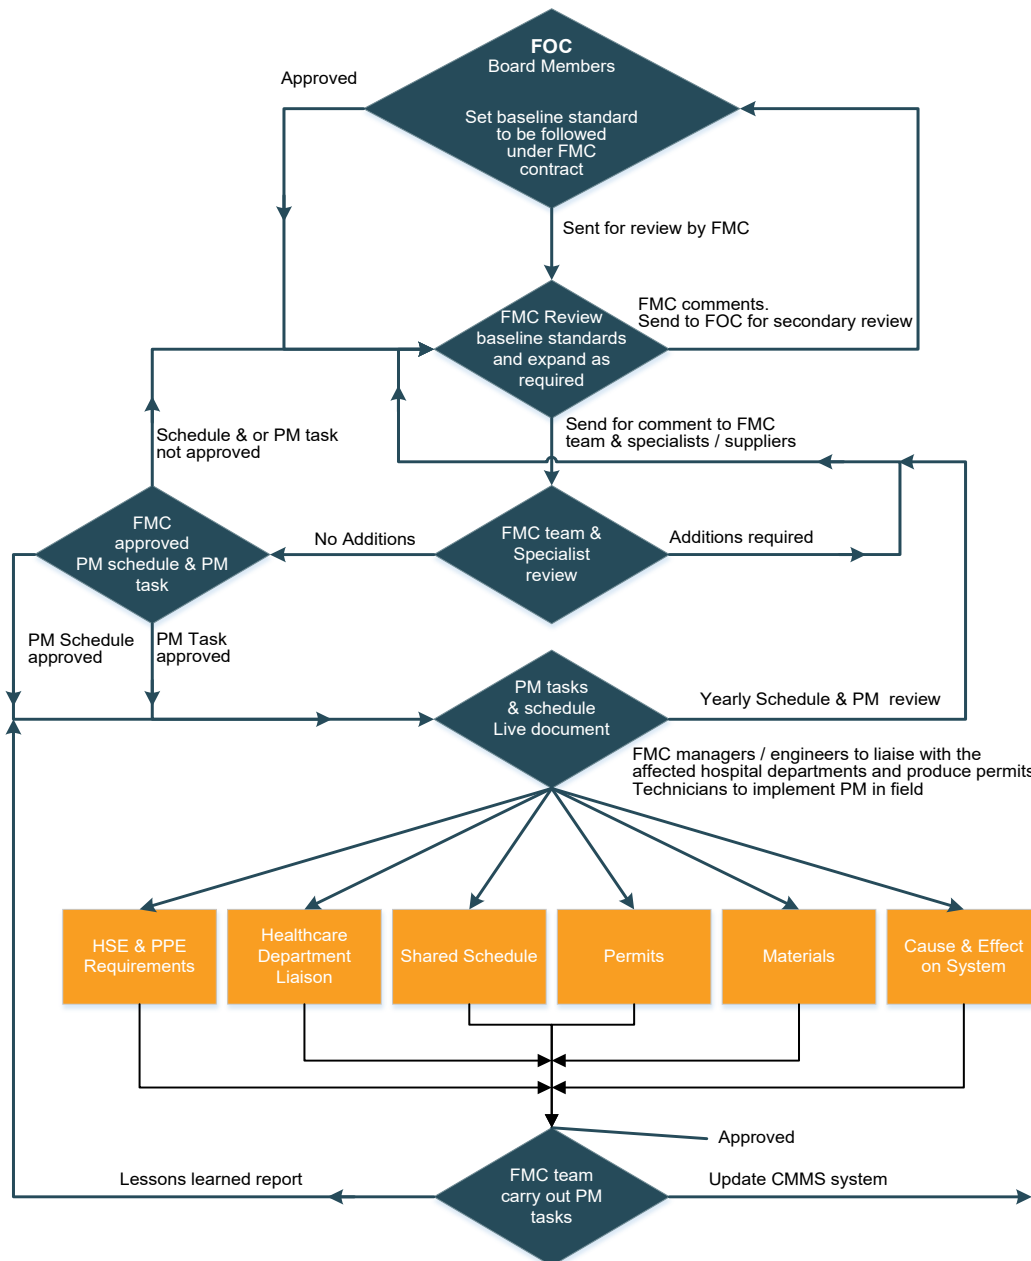 FOC
Board Members
Set baseline standard
to be followed
under FMC
contract
Approved
Sent for review by FMC
FMC Review
baseline standards
and expand as
required
FMC comments.
Send to FOC for secondary review
Send for comment to FMC
team & specialists / suppliers
Schedule & or PM task
not approved
FMC
approved
PM schedule & PM
task
No Additions
FMC team &
Specialist
review
Additions required
PM Schedule
approved
PM Task
approved
PM tasks
& schedule
Live document
Yearly Schedule & PM review
FMC managers / engineers to liaise with the
affected hospital departments and produce permits
Technicians to implement PM in field
HSE & PPE
Requirements
Healthcare
Department
Liaison
Shared Schedule
Permits
Materials
Cause & Effect
on System
Approved
Lessons learned report
FMC team
carry out PM
tasks
Update CMMS system